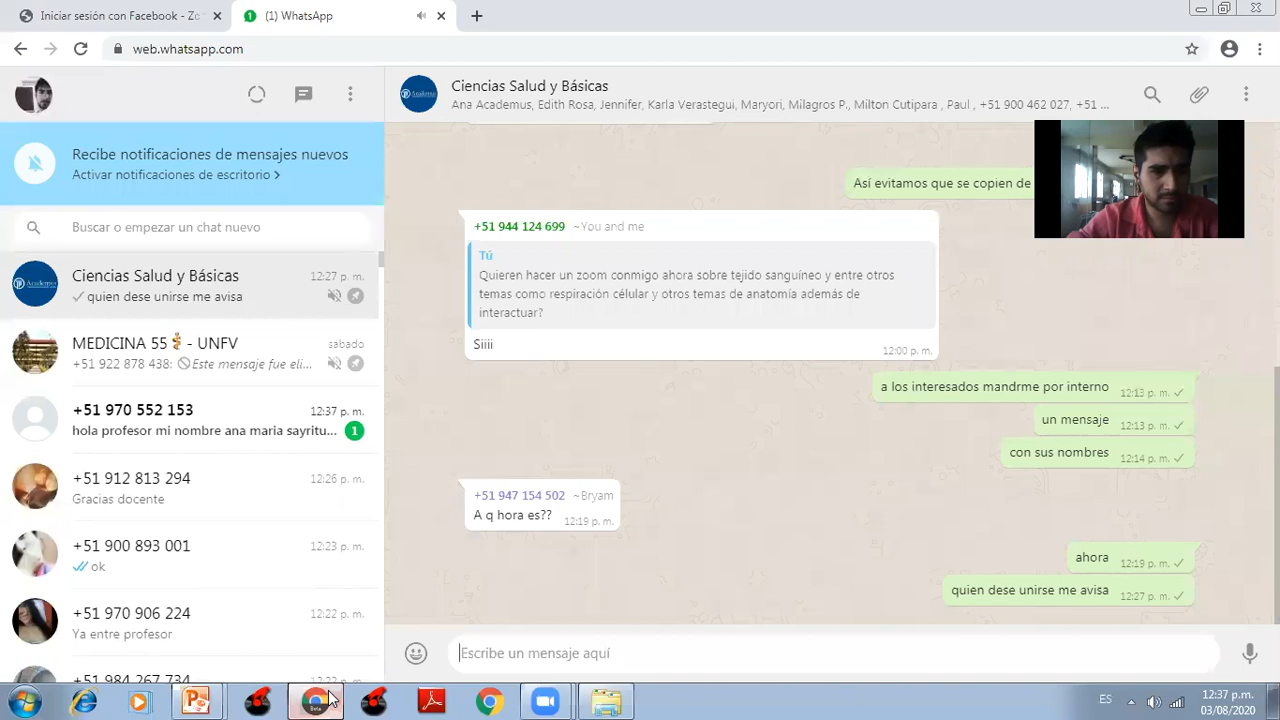 Iniciar sesión con Facebook - Zo
(1) WhatsApp
web.whatsapp.com
Recibe notificaciones de mensajes nuevos
Activar notificaciones de escritorio >
Buscar o empezar un chat nuevo
Ciencias Salud y Básicas 12:27 p. m.
quien dese unirse me avisa
MEDICINA 55 - UNFV sábado
+51 922 878 438: Este mensaje fue eli...
+51 970 552 153 12:37 p. m.
hola profesor mi nombre ana maria sayritu... 1
+51 912 813 294 12:26 p. m.
Gracias docente
+51 900 893 001 12:23 p. m.
ok
+51 970 906 224 12:22 p. m.
Ya entre profesor
+51 984 267 734
Ciencias Salud y Básicas
Ana Academus, Edith Rosa, Jennifer, Karla Verastegui, Maryori, Milagros P., Milton Cutipara , Paul , +51 900 462 027, +51 ...
Así evitamos que se copien de
+51 944 124 699 ~You and me
Tú
Quieren hacer un zoom conmigo ahora sobre tejido sanguíneo y entre otros
temas como respiración célular y otros temas de anatomía además de
interactuar?
Siiii
12:00 p. m.
a los interesados mandrme por interno 12:13 p. m.
un mensaje 12:13 p. m.
con sus nombres 12:14 p. m.
+51 947 154 502 ~Bryam
A q hora es?? 12:19 p. m.
ahora 12:19 p. m.
quien dese unirse me avisa 12:27 p. m.
Escribe un mensaje aquí
ES
12:37 p.m.
03/08/2020